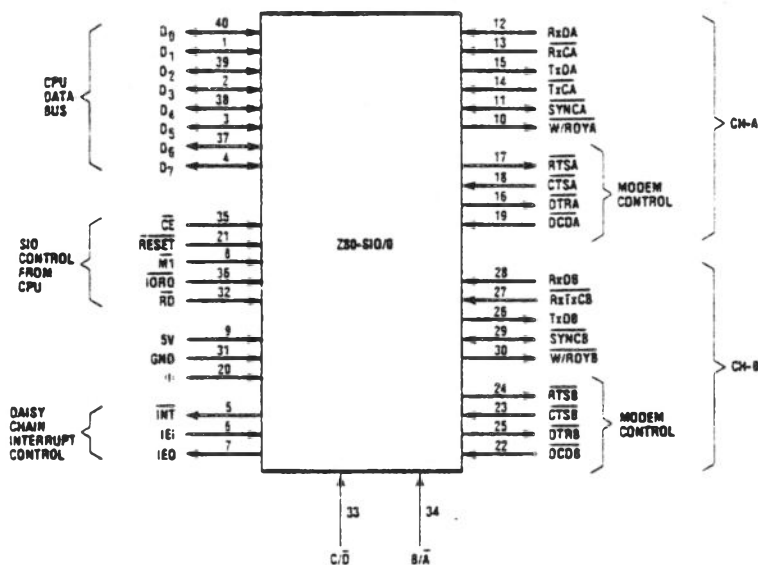 CPU
DATA
BUS
D0 40
D1 1
D2 39
D3 2
D4 38
D5 3
D6 37
D7 4
SIO
CONTROL
FROM
CPU
CE 35
RESET 21
M1 8
IORQ 36
RD 32
5V 9
GND 31
20
DAISY
CHAIN
INTERRUPT
CONTROL
INT 5
IEI 6
IEO 7
Z80-SIO/0
12 RxDA
13 RxCA
15 TxDA
14 TxCA
11 SYNCA
10 W/RDYA
17 RTSA
18 CTSA
16 DTRA
19 DCDA
MODEM
CONTROL
CH-A
28 RxDB
27 RxTxCB
26 TxDB
29 SYNCB
30 W/RDYB
24 RTSB
23 CTSB
25 DTRB
22 DCDB
MODEM
CONTROL
CH-B
33 34
C/D B/A